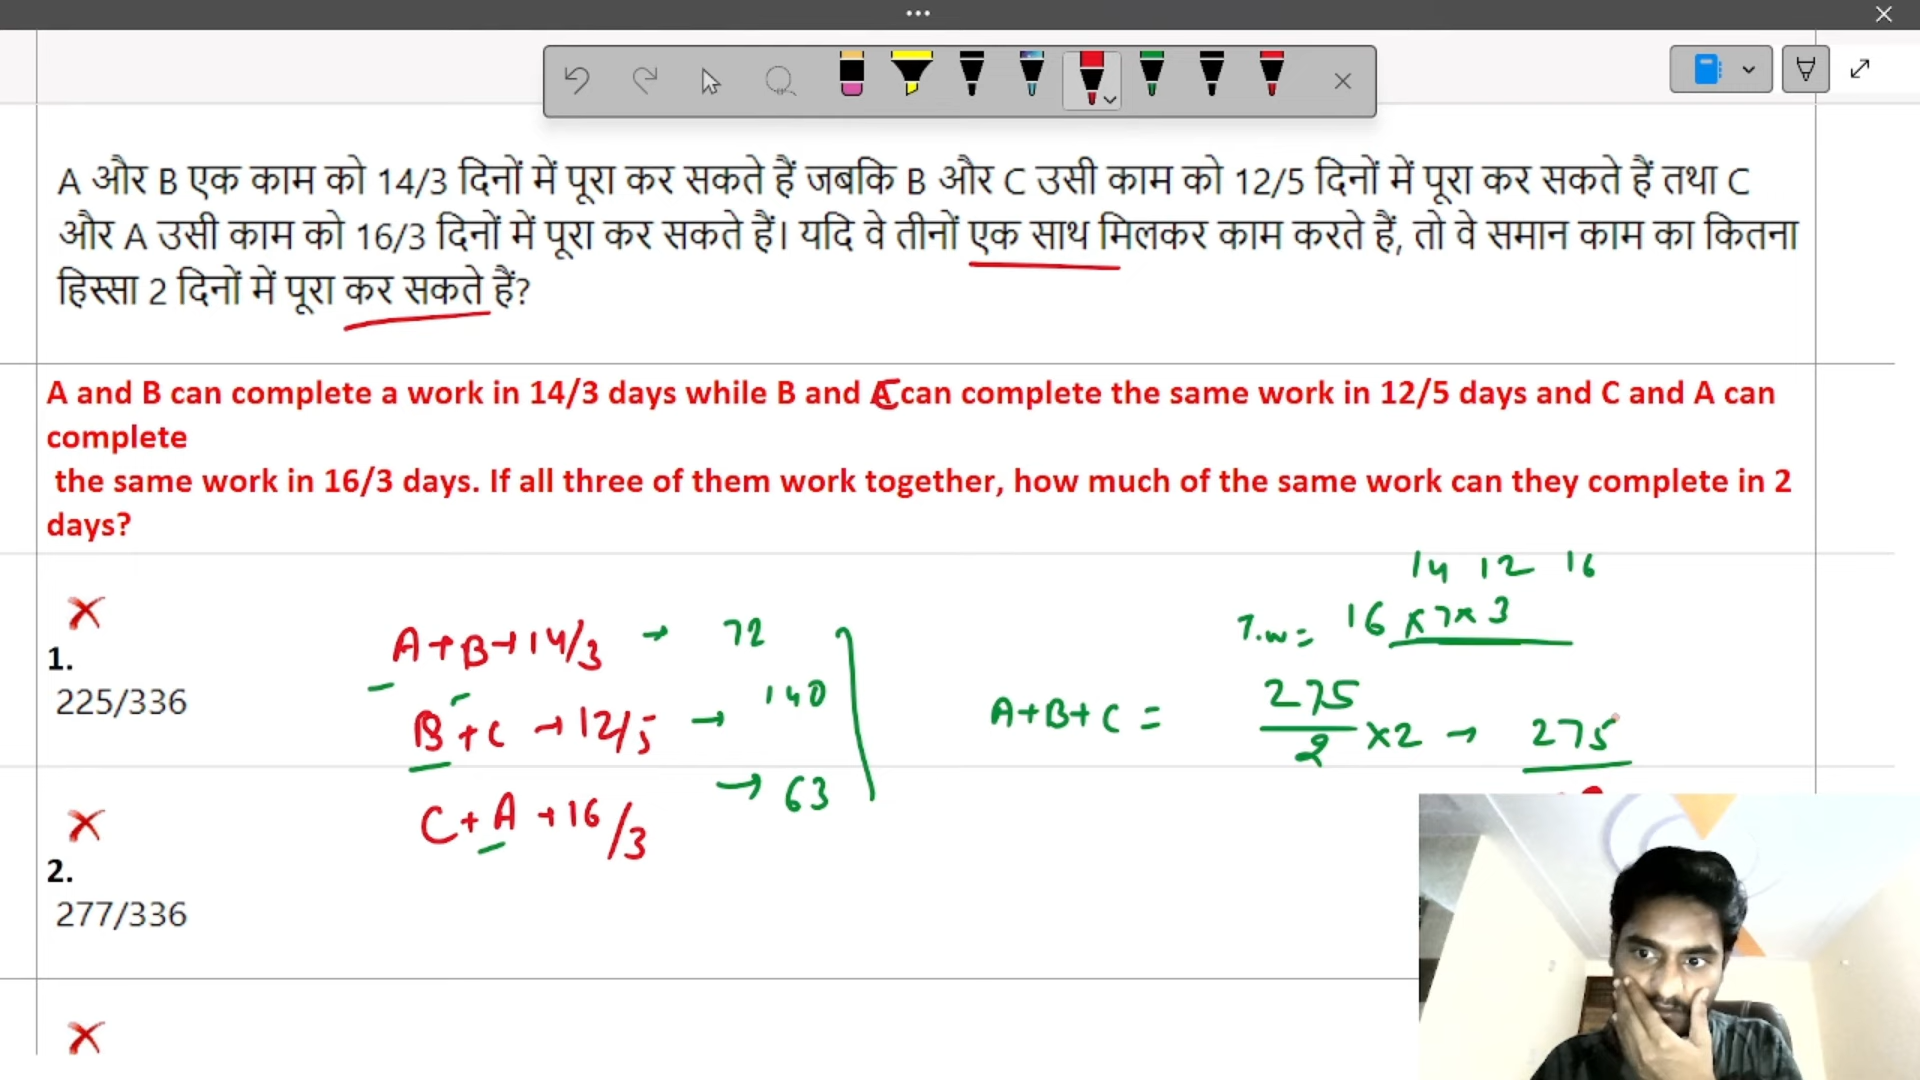 A और B एक काम को 14/3 दिनों में पूरा कर सकते हैं जबकि B और C उसी काम को 12/5 दिनों में पूरा कर सकते हैं तथा C
और A उसी काम को 16/3 दिनों में पूरा कर सकते हैं। यदि वे तीनों एक साथ मिलकर काम करते हैं, तो वे समान काम का कितना
हिस्सा 2 दिनों में पूरा कर सकते हैं?
A and B can complete a work in 14/3 days while B and C can complete the same work in 12/5 days and C and A can
complete
the same work in 16/3 days. If all three of them work together, how much of the same work can they complete in 2
days?
14 12 16
T.W= 16 x7x3
A+B→14/3 → 72
B+C →12/5 → 140
C+A →16/3 → 63
A+B+C = 275/2 x2 → 275
1.
225/336
2.
277/336